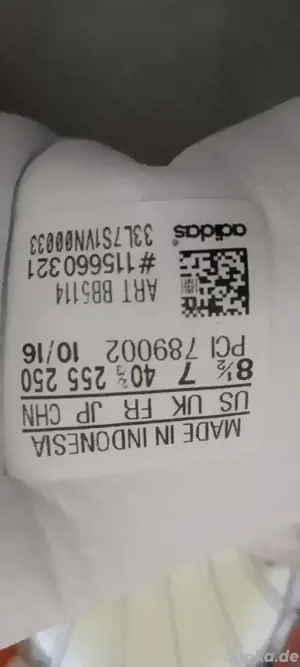 MADE IN INDONESIA
US UK FR JP CHN
8½ 7 40⅔ 255 250
PCI 789002 10/16
ART BB5114
#115660321
adidas® 33L7S1VN00033